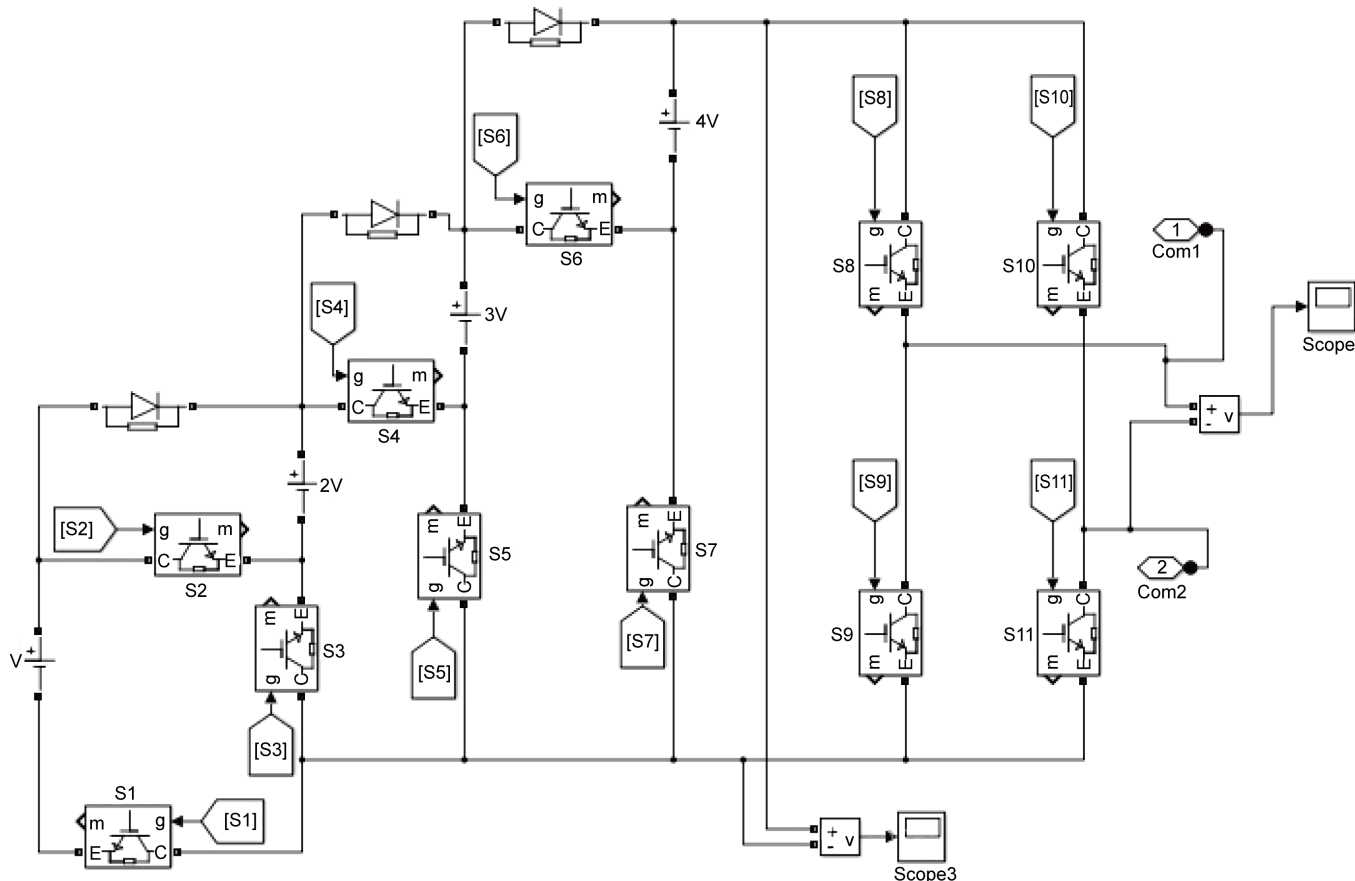 [S6]
g
m
C
E
S6
4V
[S8]
[S10]
g
C
S8
m
E
g
C
S10
m
E
1
Com1
Scope
[S4]
g
m
C
E
S4
3V
+
-
v
[S2]
g
m
C
E
S2
2V
m
E
S5
g
C
[S5]
m
E
S7
g
C
[S7]
[S9]
[S11]
2
Com2
g
C
S9
m
E
g
C
S11
m
E
V
+
m
E
S3
g
C
[S3]
S1
m
g
E
C
[S1]
+
-
v
Scope3
+
+
+